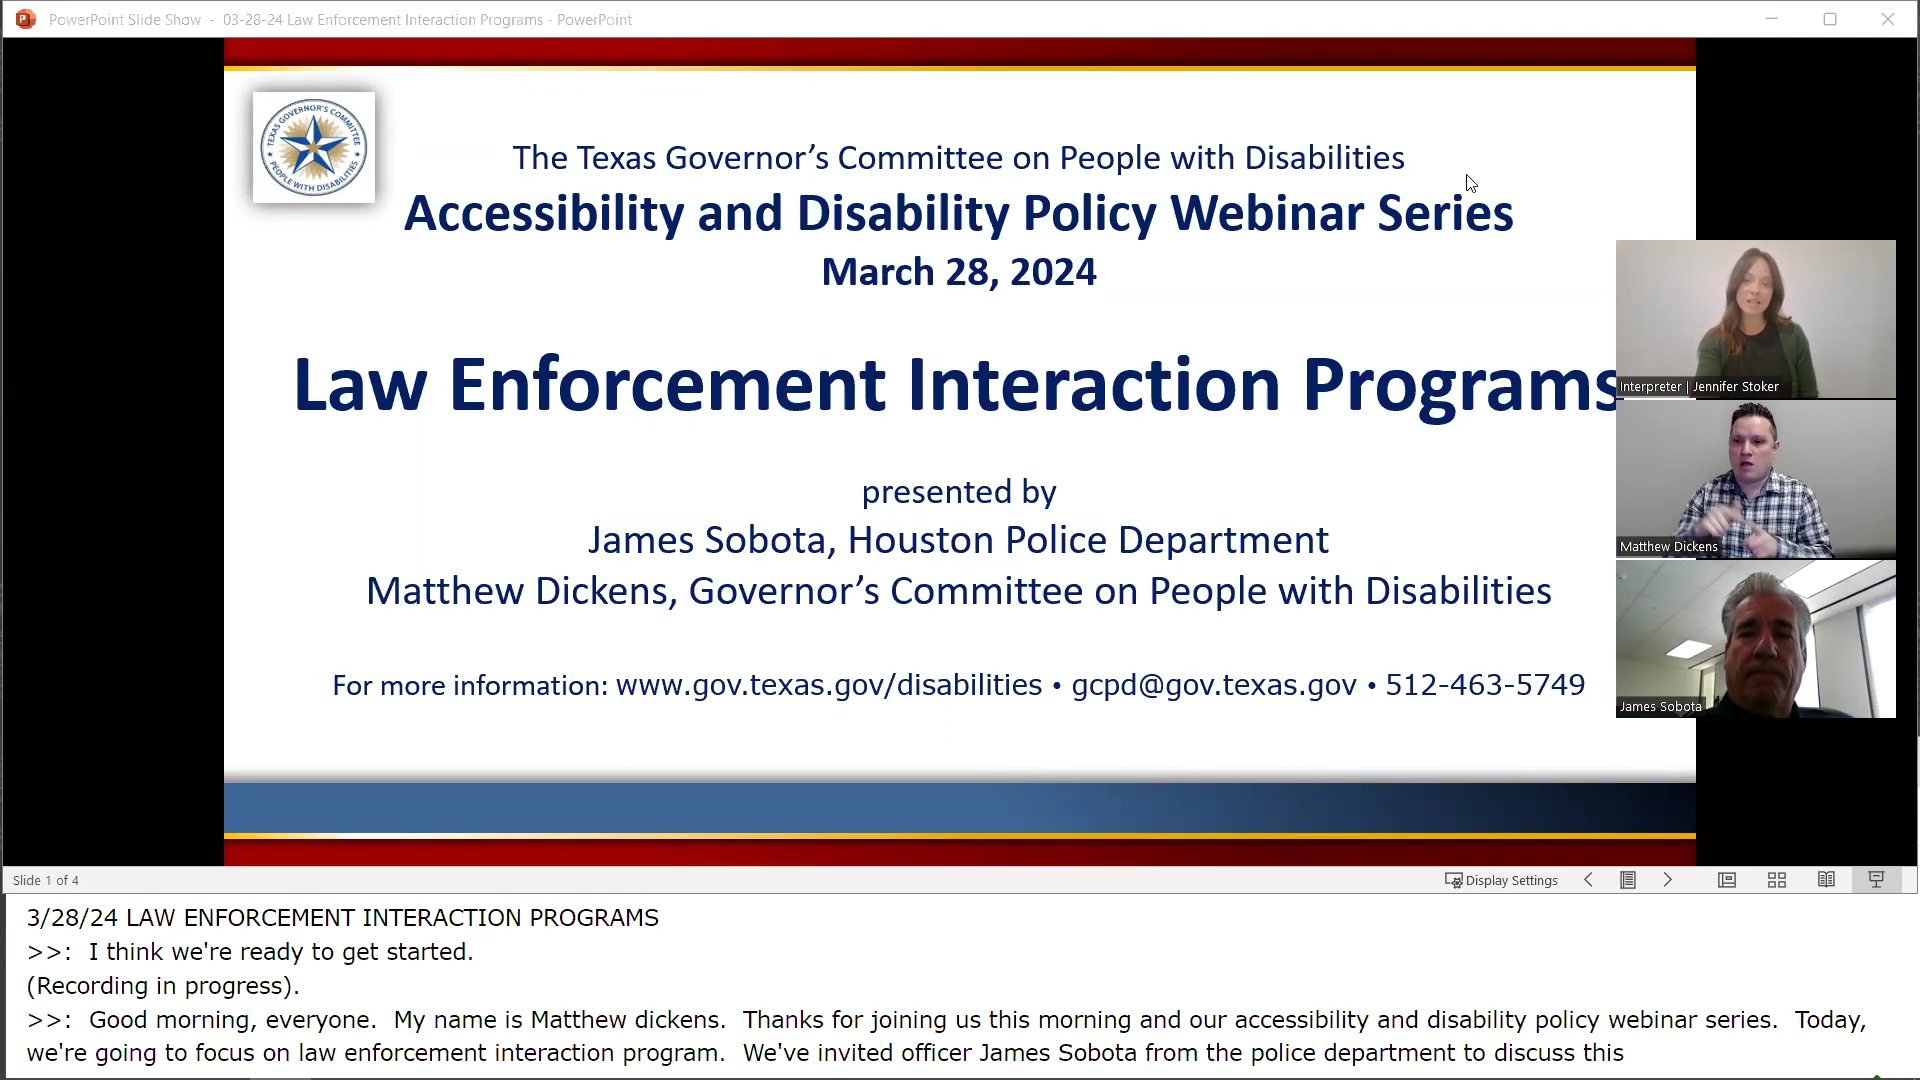 PowerPoint Slide Show - 03-28-24 Law Enforcement Interaction Programs - PowerPoint
TEXAS GOVERNOR'S COMMITTEE
PEOPLE WITH DISABILITIES
The Texas Governor’s Committee on People with Disabilities
Accessibility and Disability Policy Webinar Series
March 28, 2024
Law Enforcement Interaction Programs
presented by
James Sobota, Houston Police Department
Matthew Dickens, Governor’s Committee on People with Disabilities
For more information: www.gov.texas.gov/disabilities • gcpd@gov.texas.gov • 512-463-5749
Interpreter | Jennifer Stoker
Matthew Dickens
James Sobota
Slide 1 of 4
Display Settings
3/28/24 LAW ENFORCEMENT INTERACTION PROGRAMS
>>: I think we're ready to get started.
(Recording in progress).
>>: Good morning, everyone. My name is Matthew dickens. Thanks for joining us this morning and our accessibility and disability policy webinar series. Today,
we're going to focus on law enforcement interaction program. We've invited officer James Sobota from the police department to discuss this